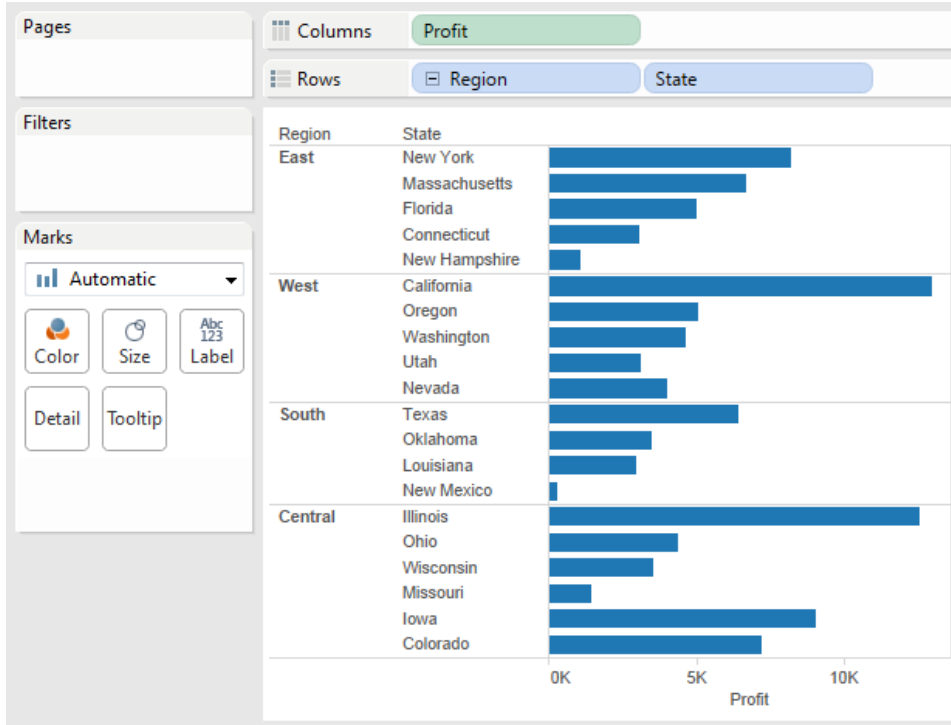 Pages
Columns Profit
Rows Region State
Filters
Marks
Automatic
Color Size Abc 123 Label
Detail Tooltip
Region State
East New York
Massachusetts
Florida
Connecticut
New Hampshire
West California
Oregon
Washington
Utah
Nevada
South Texas
Oklahoma
Louisiana
New Mexico
Central Illinois
Ohio
Wisconsin
Missouri
Iowa
Colorado
0K 5K 10K
Profit